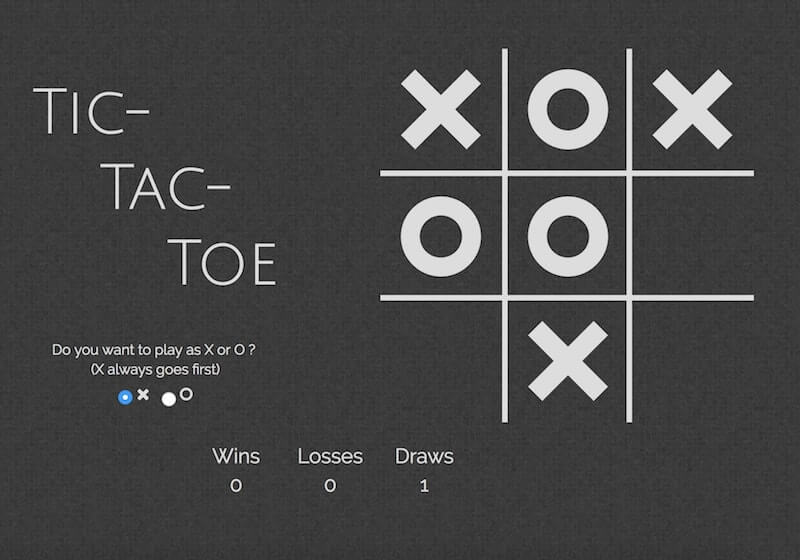 Tic-
Tac-
Toe
Do you want to play as X or O ?
(X always goes first)
X O
X O X
O O
X
Wins Losses Draws
0 0 1